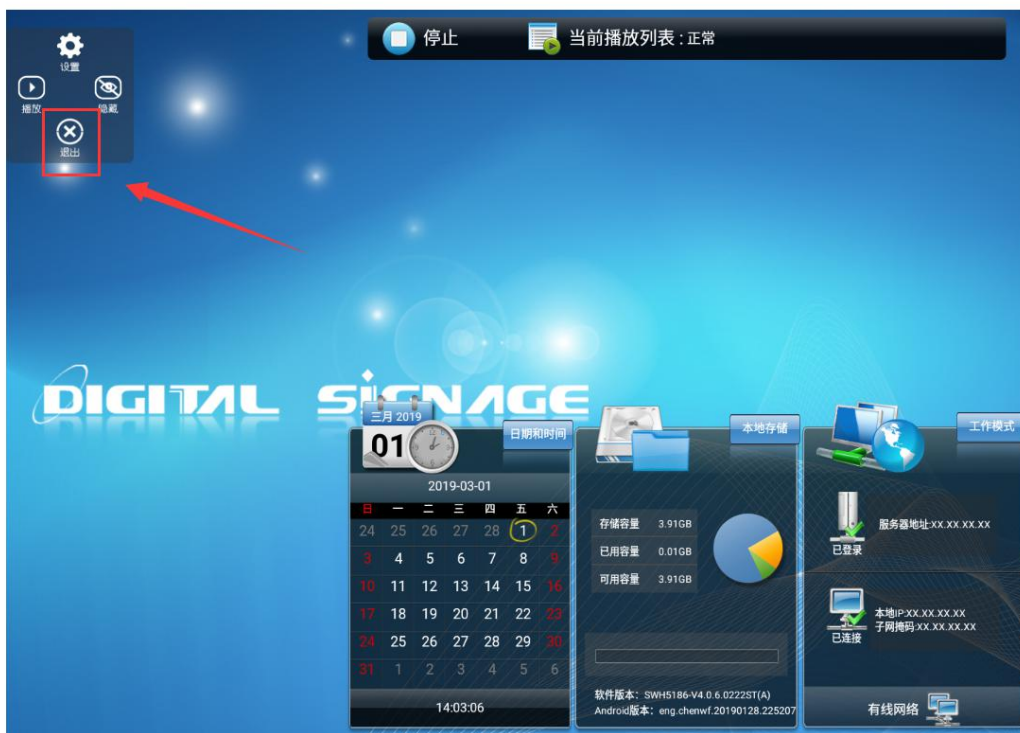 设置
播放
隐藏
退出
停止
当前播放列表 : 正常
DIGITAL SIGNAGE
三月 2019
01
日期和时间
2019-03-01
日 一 二 三 四 五 六
24 25 26 27 28 1 2
3 4 5 6 7 8 9
10 11 12 13 14 15 16
17 18 19 20 21 22 23
24 25 26 27 28 29 30
31 1 2 3 4 5 6
14:03:06
本地存储
存储容量 3.91GB
已用容量 0.01GB
可用容量 3.91GB
软件版本: SWH5186-V4.0.6.0222ST(A)
Android版本: eng.chenwf.20190128.225207
工作模式
服务器地址:XX.XX.XX.XX
已登录
本地IP:XX.XX.XX.XX
子网掩码:XX.XX.XX.XX
已连接
有线网络